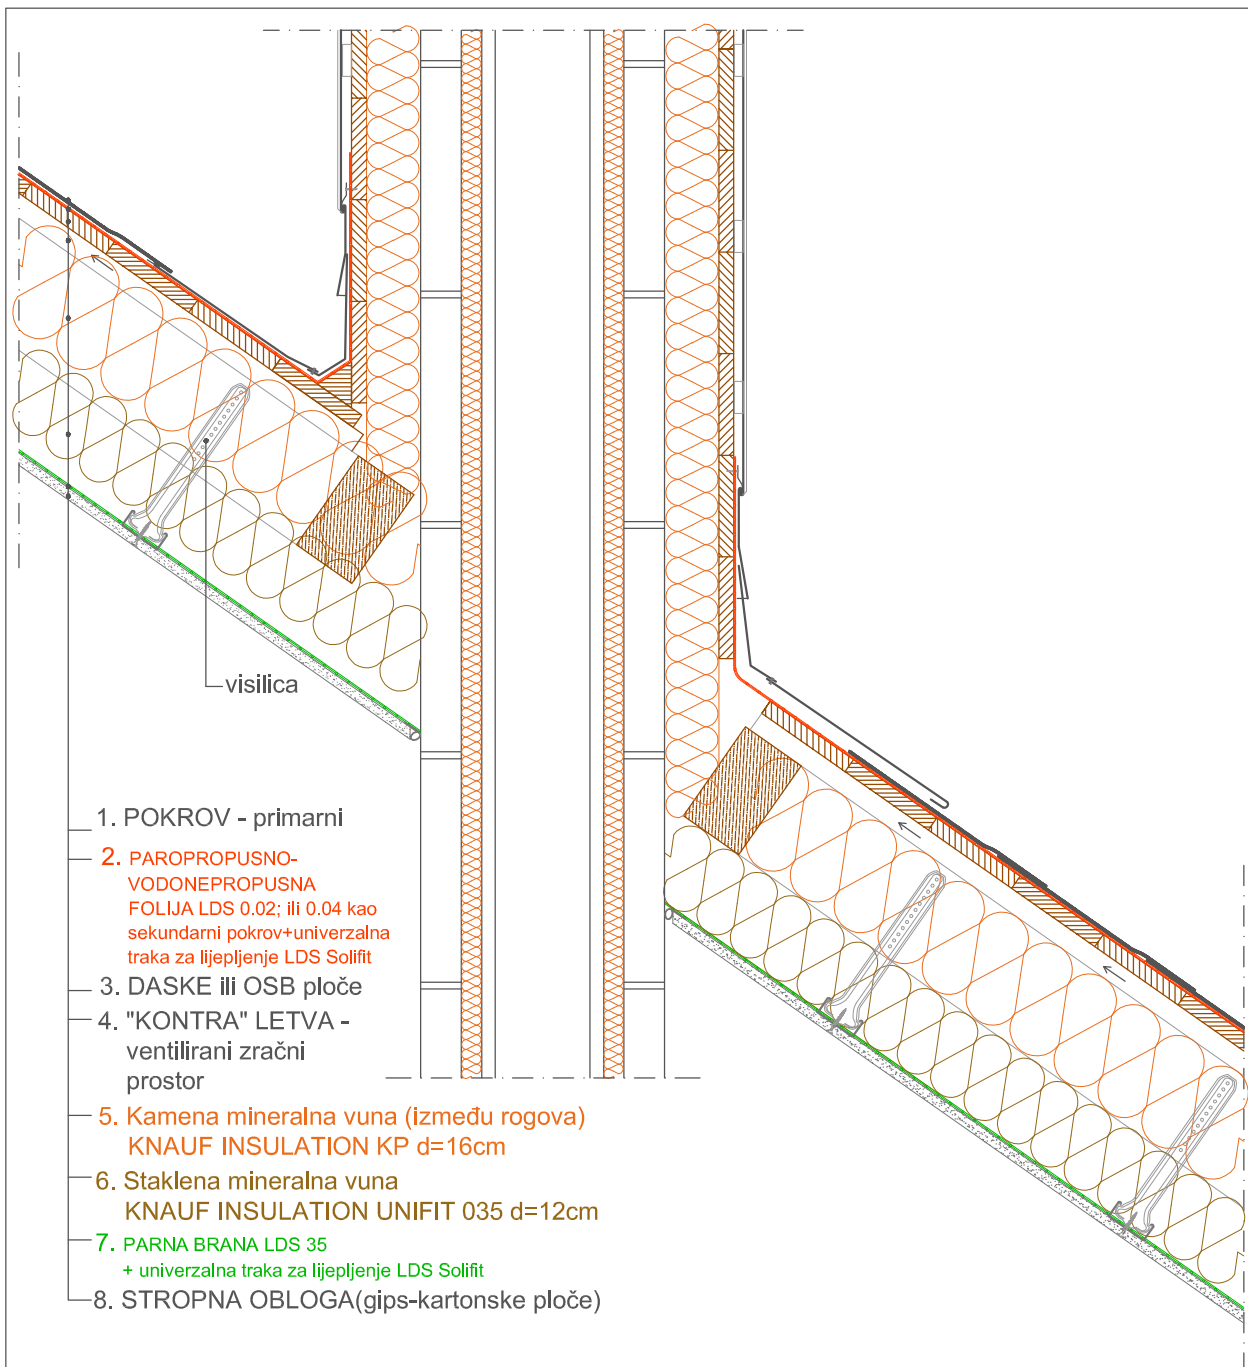 visilica
1. POKROV - primarni
2. PAROPROPUSNO-
VODONEPROPUSNA
FOLIJA LDS 0.02; ili 0.04 kao
sekundarni pokrov+univerzalna
traka za lijepljenje LDS Solifit
3. DASKE ili OSB ploče
4. "KONTRA" LETVA -
ventilirani zračni
prostor
5. Kamena mineralna vuna (između rogova)
KNAUF INSULATION KP d=16cm
6. Staklena mineralna vuna
KNAUF INSULATION UNIFIT 035 d=12cm
7. PARNA BRANA LDS 35
+ univerzalna traka za lijepljenje LDS Solifit
8. STROPNA OBLOGA(gips-kartonske ploče)